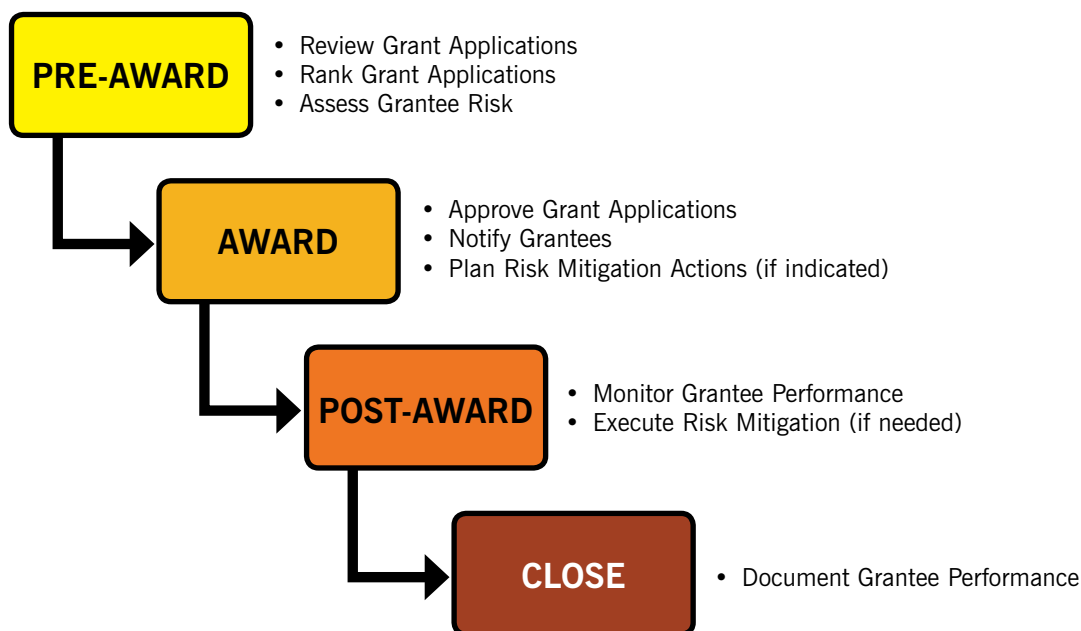 PRE-AWARD
• Review Grant Applications
• Rank Grant Applications
• Assess Grantee Risk
AWARD
• Approve Grant Applications
• Notify Grantees
• Plan Risk Mitigation Actions (if indicated)
POST-AWARD
• Monitor Grantee Performance
• Execute Risk Mitigation (if needed)
CLOSE
• Document Grantee Performance